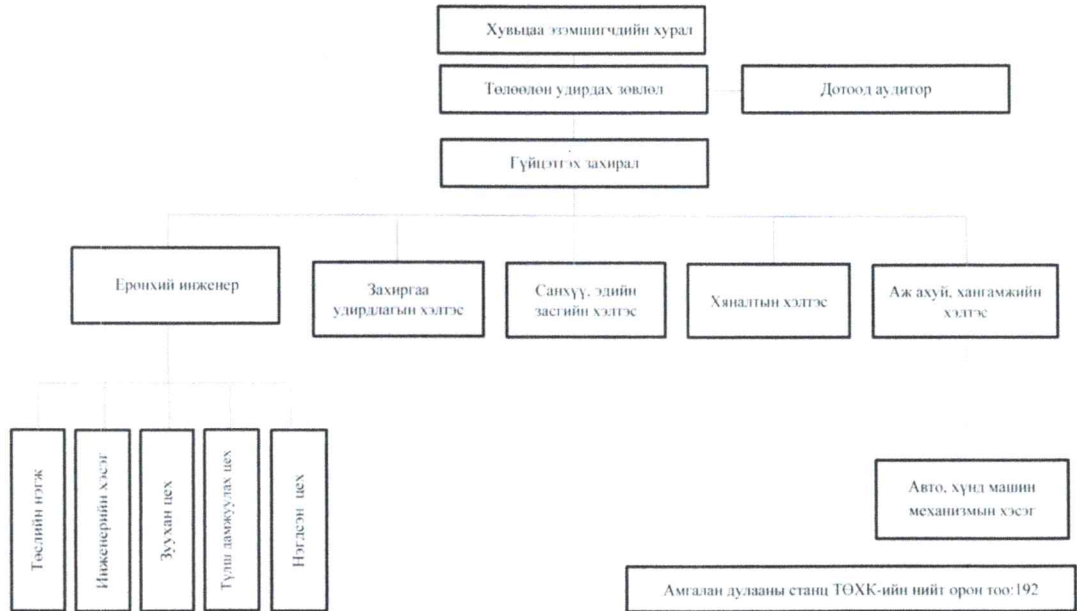 Хувьцаа эзэмшигчдийн хурал
Төлөөлөн удирдах зөвлөл
Дотоод аудитор
Гүйцэтгэх захирал
Ерөнхий инженер
Захиргаа
удирдлагын хэлтэс
Санхүү, эдийн
засгийн хэлтэс
Хяналтын хэлтэс
Аж ахуй, хангамжийн
хэлтэс
Төслийн нэгж
Инженерийн хэсэг
Зуухан цех
Түлш дамжуулах цех
Нэгдсэн цех
Авто, хүнд машин
механизмын хэсэг
Амгалан дулааны станц ТӨХК-ийн нийт орон тоо:192